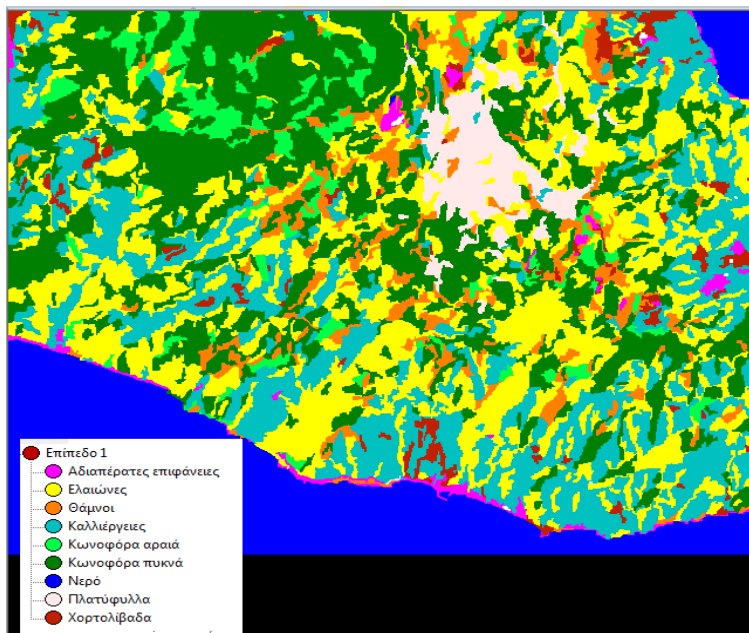 Επίπεδο 1
Αδιαπέρατες επιφάνειες
Ελαιώνες
Θάμνοι
Καλλιέργειες
Κωνοφόρα αραιά
Κωνοφόρα πυκνά
Νερό
Πλατύφυλλα
Χορτολίβαδα